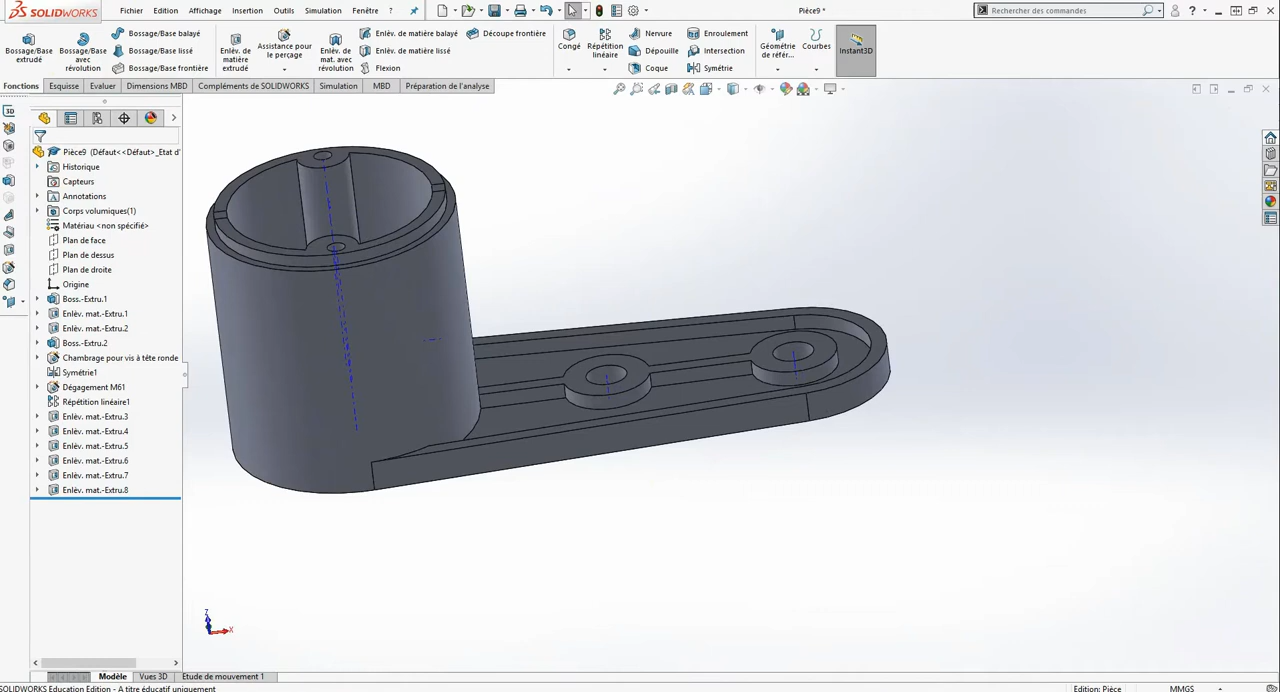 SOLIDWORKS Fichier Edition Affichage Insertion Outils Simulation Fenêtre ? Pièce9 * Rechercher des commandes ?
Bossage/Base extrudé
Bossage/Base avec révolution
Bossage/Base balayé
Bossage/Base lissé
Bossage/Base frontière
Enlèv. de matière extrudé
Assistance pour le perçage
Enlèv. de mat. avec révolution
Enlèv. de matière balayé
Enlèv. de matière lissé
Flexion
Découpe frontière
Congé
Répétition linéaire
Nervure
Dépouille
Coque
Enroulement
Intersection
Symétrie
Géométrie de référ...
Courbes
Instant3D
Fonctions Esquisse Evaluer Dimensions MBD Compléments de SOLIDWORKS Simulation MBD Préparation de l'analyse
Pièce9 (Défaut<<Défaut>_Etat d'
Historique
Capteurs
Annotations
Corps volumiques(1)
Matériau <non spécifié>
Plan de face
Plan de dessus
Plan de droite
Origine
Boss.-Extru.1
Enlèv. mat.-Extru.1
Enlèv. mat.-Extru.2
Boss.-Extru.2
Chambrage pour vis à tête ronde
Symétrie1
Dégagement M61
Répétition linéaire1
Enlèv. mat.-Extru.3
Enlèv. mat.-Extru.4
Enlèv. mat.-Extru.5
Enlèv. mat.-Extru.6
Enlèv. mat.-Extru.7
Enlèv. mat.-Extru.8
Z
X
Modèle Vues 3D Etude de mouvement 1
SOLIDWORKS Education Edition - A titre éducatif uniquement Edition: Pièce MMGS